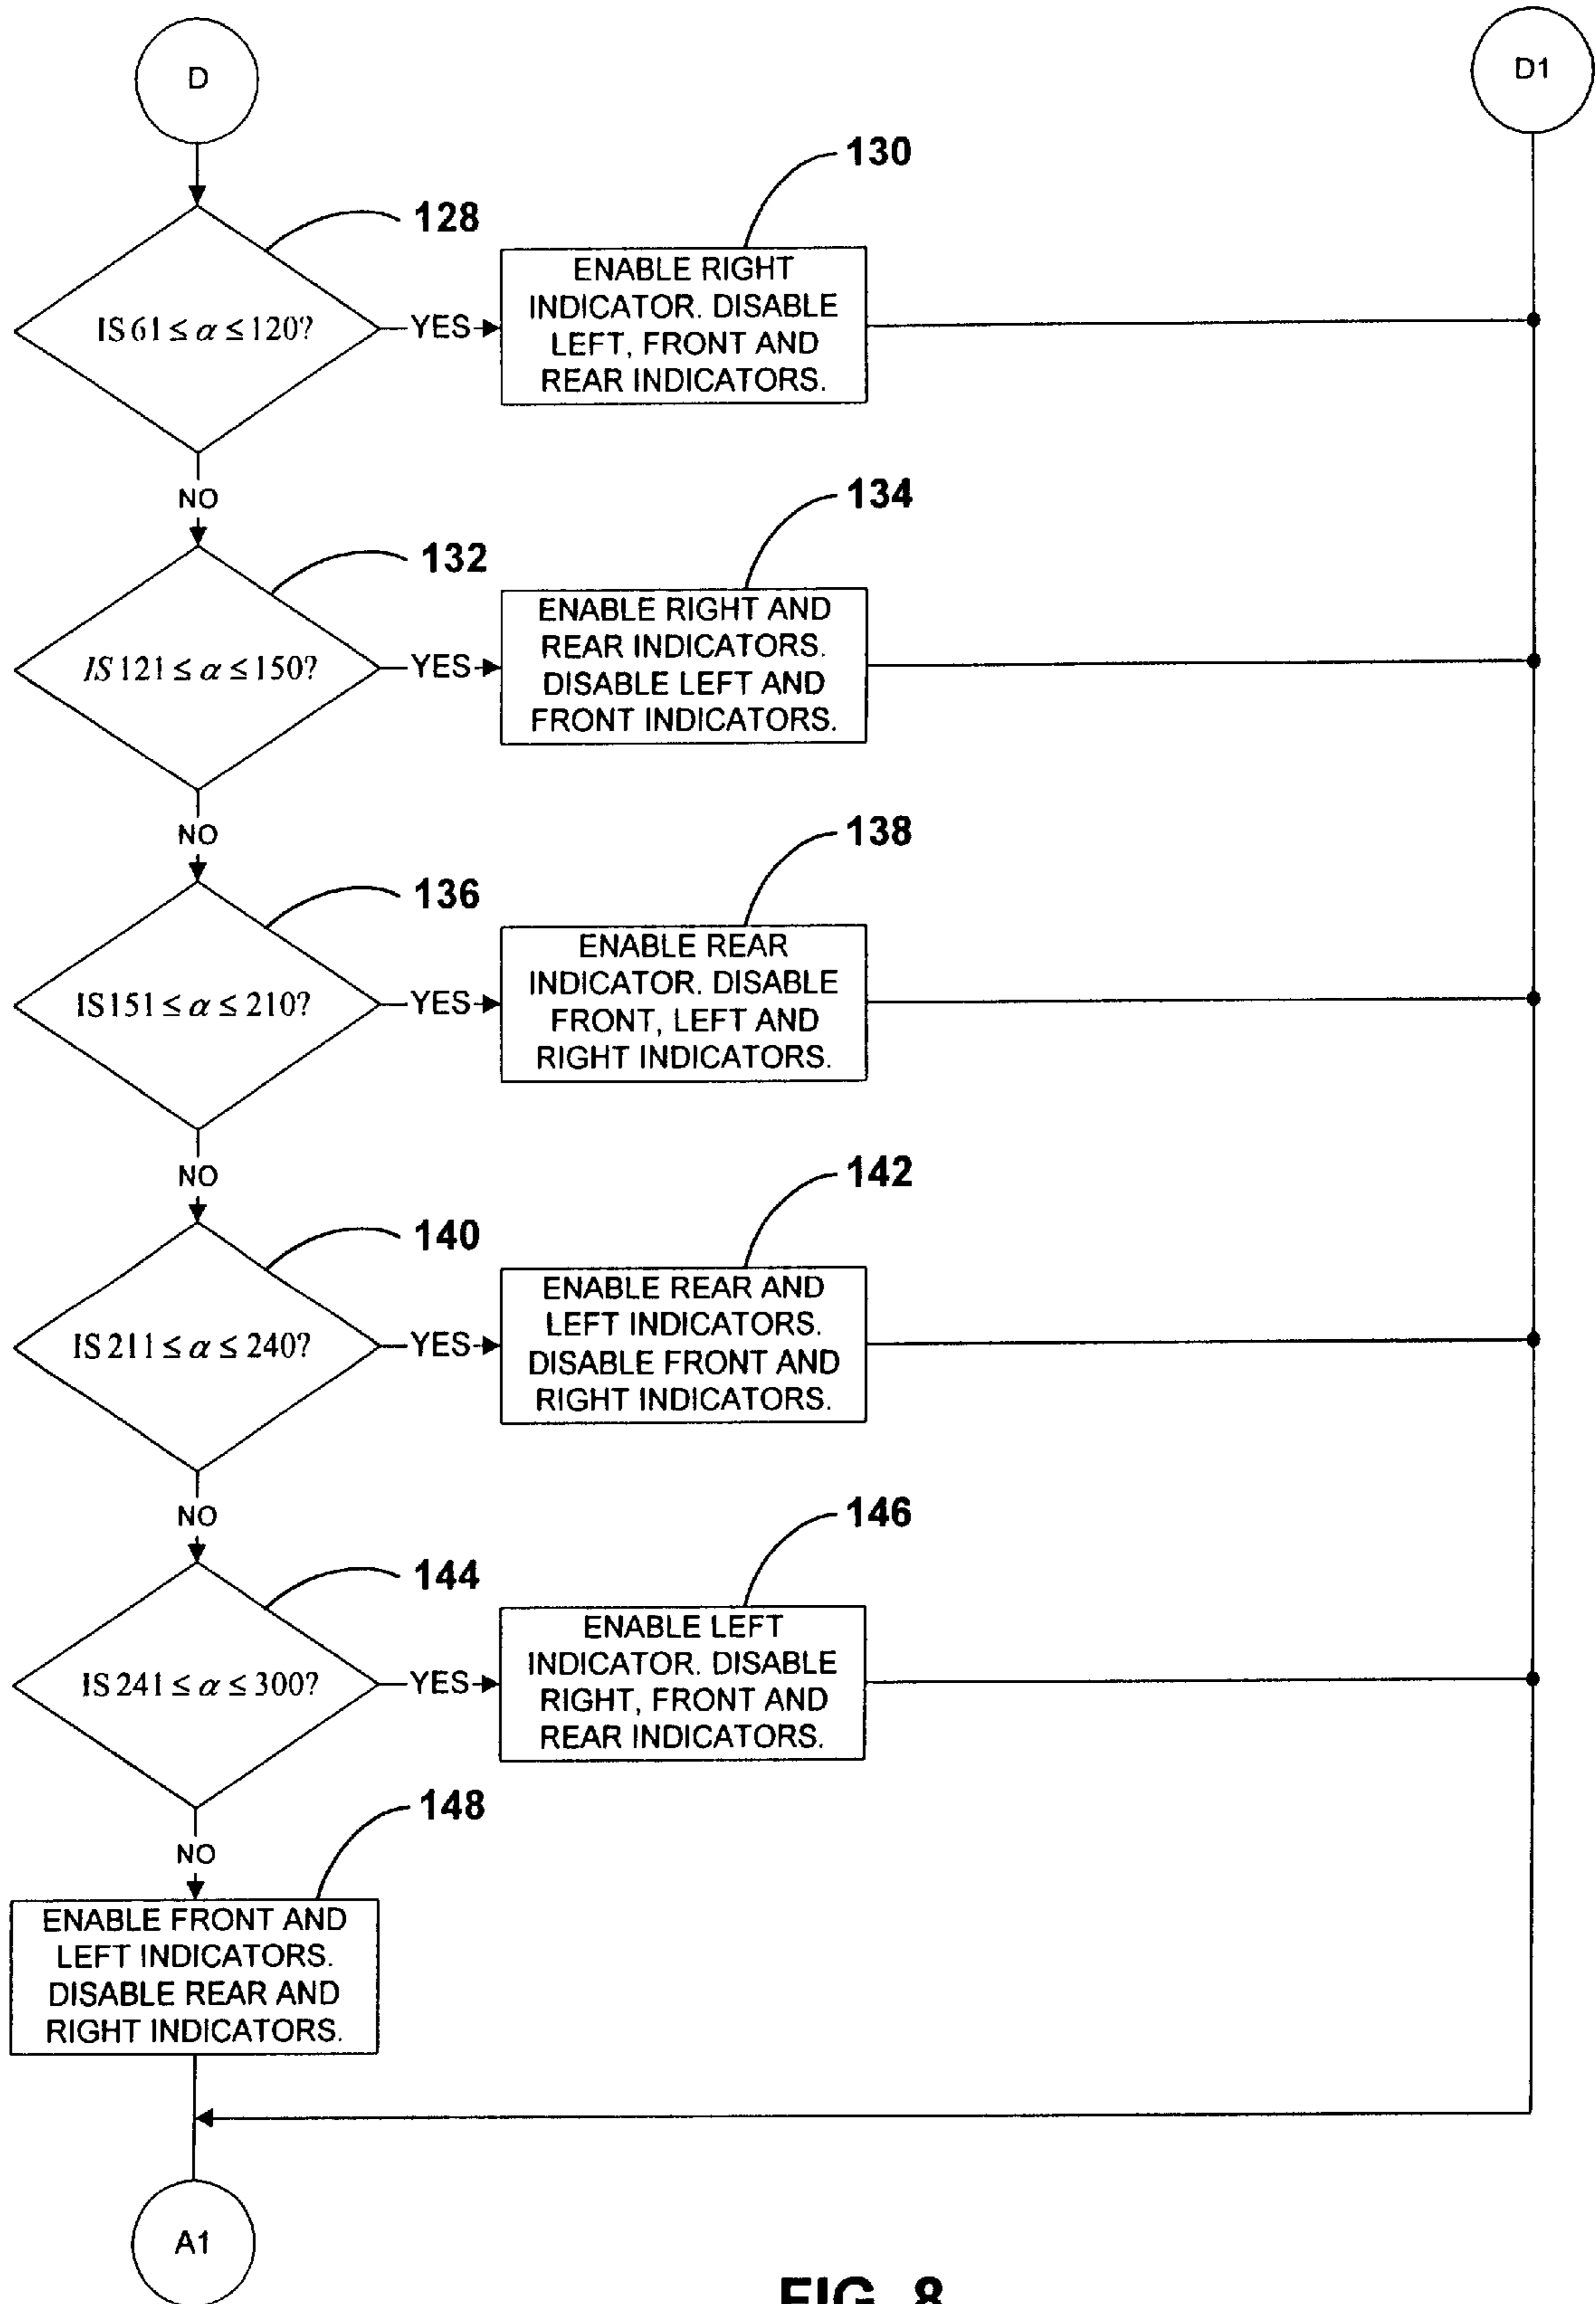 D
D1
130
128
IS 61 ≤ α ≤ 120?
YES
ENABLE RIGHT
INDICATOR. DISABLE
LEFT, FRONT AND
REAR INDICATORS.
NO
134
132
IS 121 ≤ α ≤ 150?
YES
ENABLE RIGHT AND
REAR INDICATORS.
DISABLE LEFT AND
FRONT INDICATORS.
NO
138
136
IS 151 ≤ α ≤ 210?
YES
ENABLE REAR
INDICATOR. DISABLE
FRONT, LEFT AND
RIGHT INDICATORS.
NO
142
140
IS 211 ≤ α ≤ 240?
YES
ENABLE REAR AND
LEFT INDICATORS.
DISABLE FRONT AND
RIGHT INDICATORS.
NO
146
144
IS 241 ≤ α ≤ 300?
YES
ENABLE LEFT
INDICATOR. DISABLE
RIGHT, FRONT AND
REAR INDICATORS.
NO
148
ENABLE FRONT AND
LEFT INDICATORS.
DISABLE REAR AND
RIGHT INDICATORS.
A1
FIG. 8